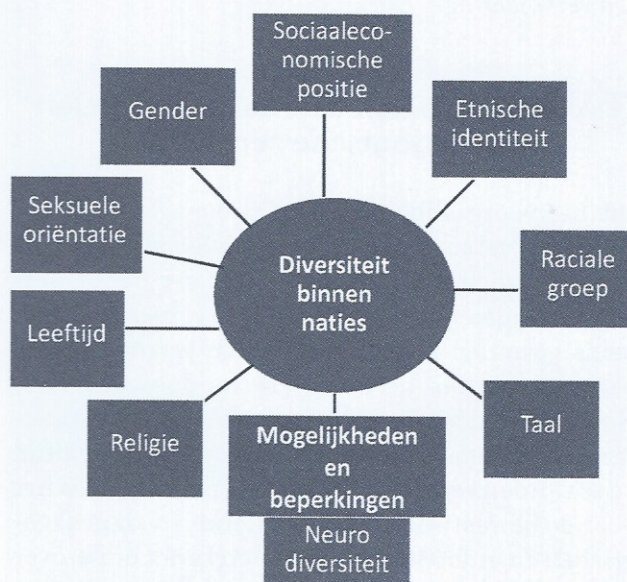 Sociaaleco-
nomische
positie
Gender
Etnische
identiteit
Seksuele
oriëntatie
Diversiteit
binnen
naties
Raciale
groep
Leeftijd
Religie
Mogelijkheden
en
beperkingen
Taal
Neuro
diversiteit